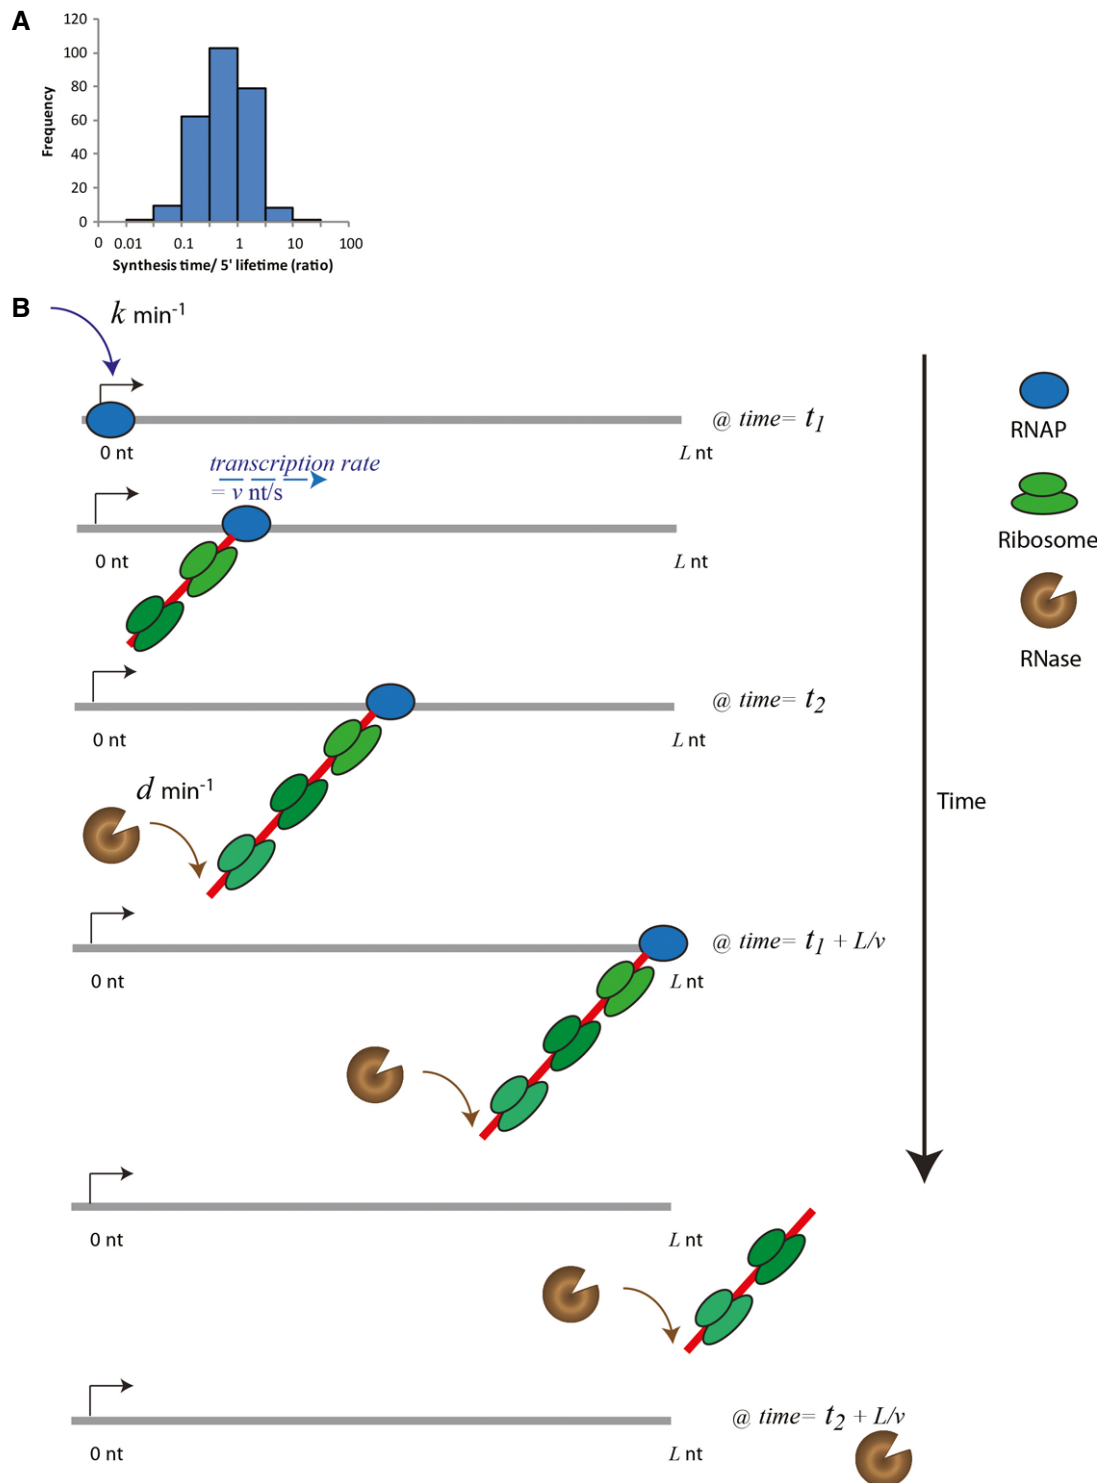 A
120
100
80
60
40
20
0
Frequency
0 0.01 0.1 1 10 100
Synthesis time/ 5' lifetime (ratio)
B
k min-1
@ time= t1
0 nt
L nt
RNAP
transcription rate
= v nt/s
0 nt
L nt
Ribosome
RNase
@ time= t2
0 nt
L nt
d min-1
Time
@ time= t1 + L/v
0 nt
L nt
0 nt
L nt
@ time= t2 + L/v
0 nt
L nt